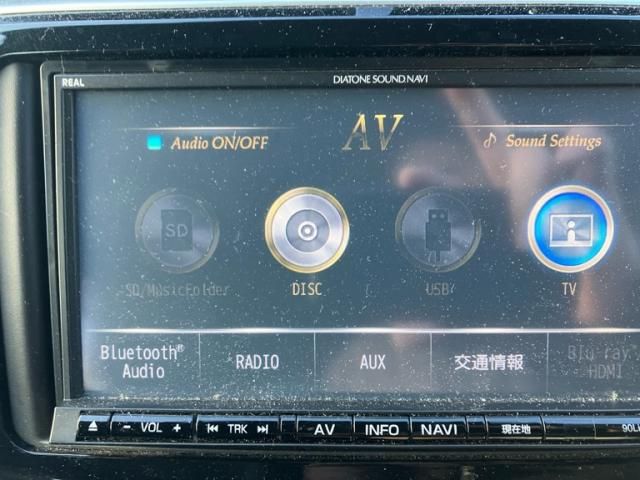 REAL DIATONE SOUND.NAVI
AV
Audio ON/OFF Sound Settings
SD
SD/MusicFolder DISC USB TV
Bluetooth® Audio RADIO AUX 交通情報 Blu-ray HDMI
- VOL + TRK AV INFO NAVI 現在地